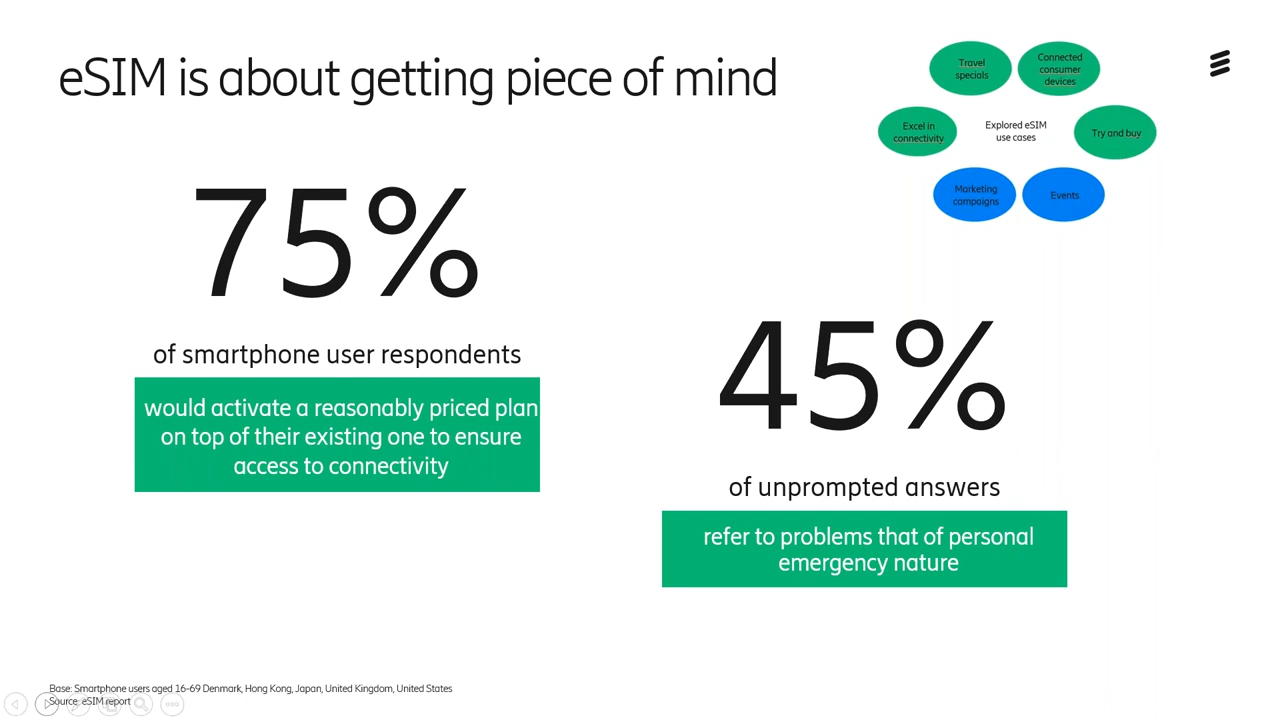 eSIM is about getting piece of mind
Travel
specials
Connected
consumer
devices
Excel in
connectivity
Explored eSIM
use cases
Try and buy
Marketing
campaigns
Events
75%
of smartphone user respondents
would activate a reasonably priced plan
on top of their existing one to ensure
access to connectivity
45%
of unprompted answers
refer to problems that of personal
emergency nature
Base: Smartphone users aged 16-69 Denmark, Hong Kong, Japan, United Kingdom, United States
Source: eSIM report